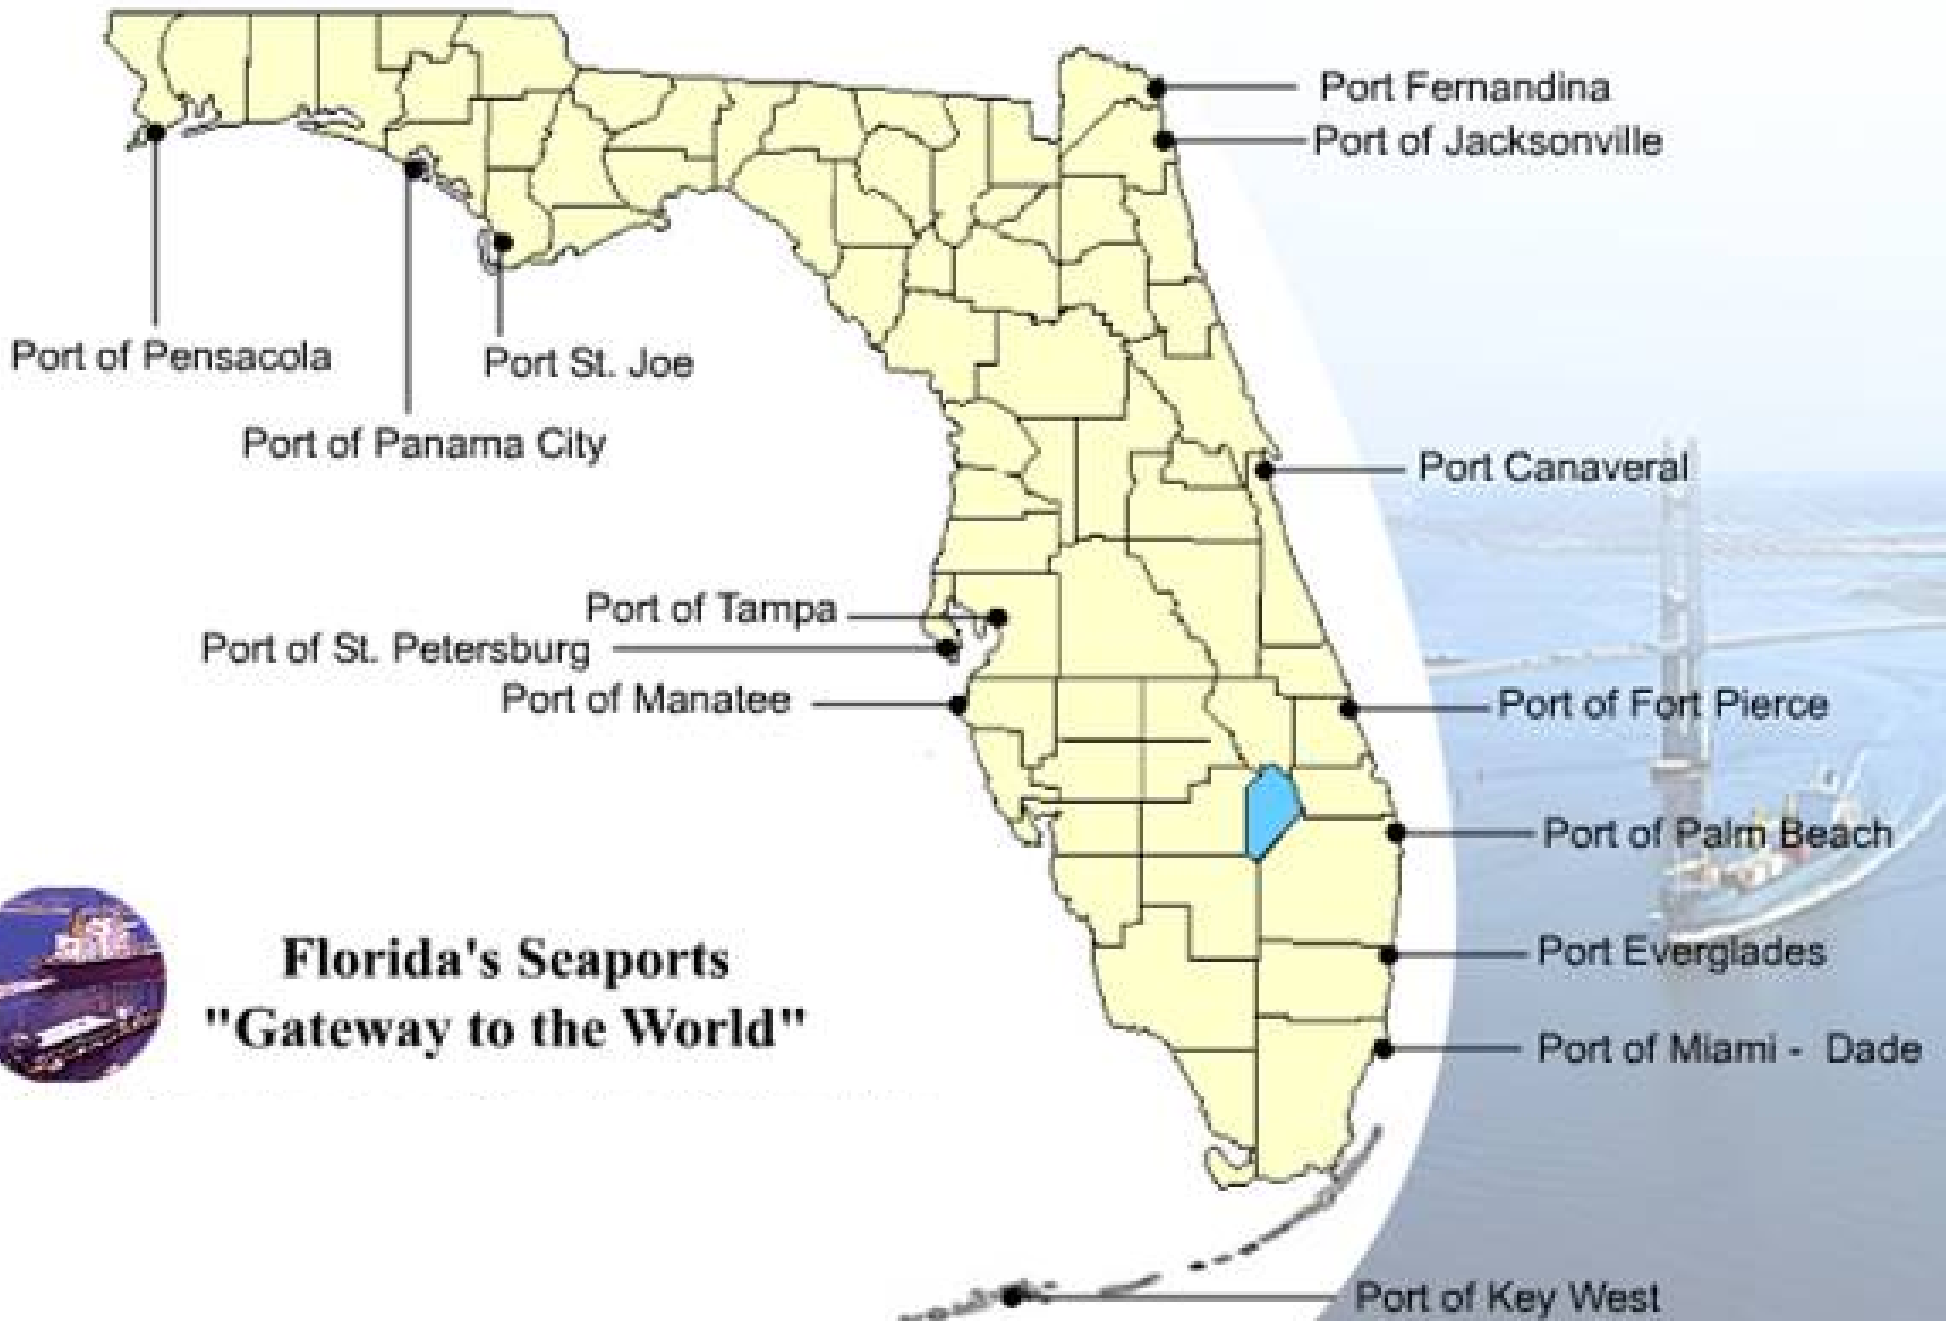 Port Fernandina
Port of Jacksonville
Port of Pensacola
Port St. Joe
Port of Panama City
Port Canaveral
Port of Tampa
Port of St. Petersburg
Port of Manatee
Port of Fort Pierce
Port of Palm Beach
Florida's Seaports
"Gateway to the World"
Port Everglades
Port of Miami - Dade
Port of Key West